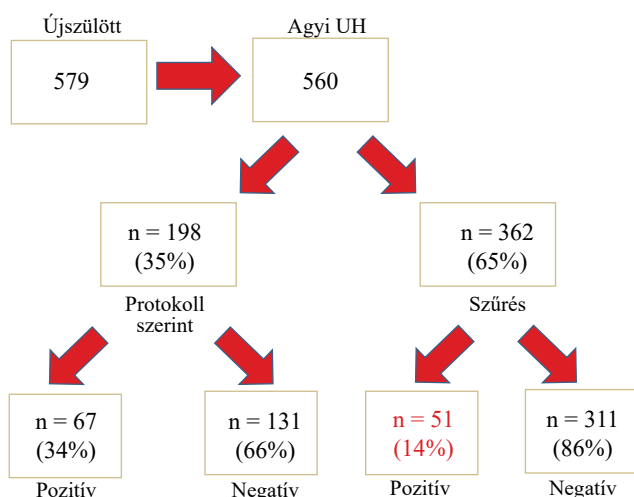 Újszülött
Agyi UH
579
560
n = 198
(35%)
n = 362
(65%)
Protokoll
szerint
Szűrés
n = 67
(34%)
n = 131
(66%)
n = 51
(14%)
n = 311
(86%)
Pozitív
Negatív
Pozitív
Negatív